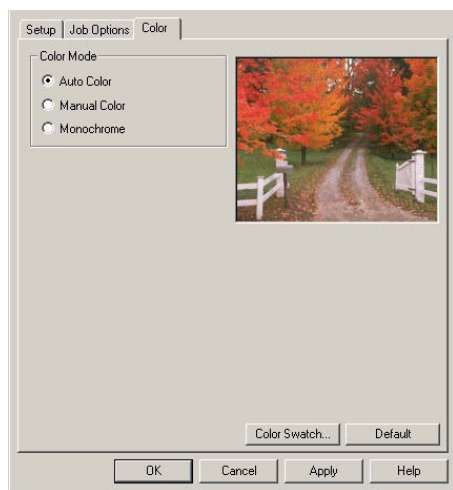 Setup Job Options Color
Color Mode
Auto Color
Manual Color
Monochrome
Color Swatch... Default
OK Cancel Apply Help